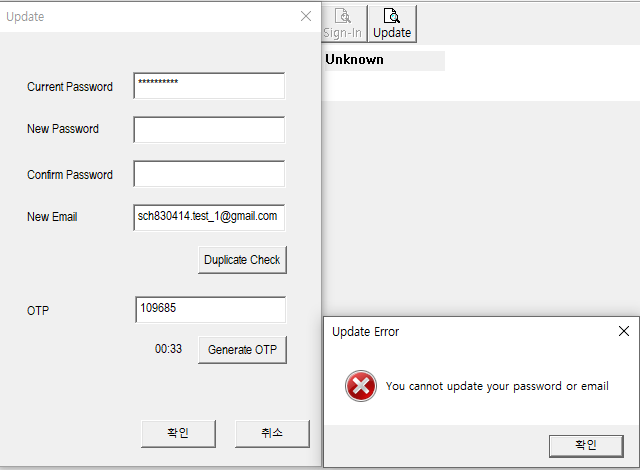 Update
Sign-In
Update
Unknown
Current Password
**********
New Password
Confirm Password
New Email
sch830414.test_1@gmail.com
Duplicate Check
OTP
109685
00:33
Generate OTP
확인
취소
Update Error
You cannot update your password or email
확인